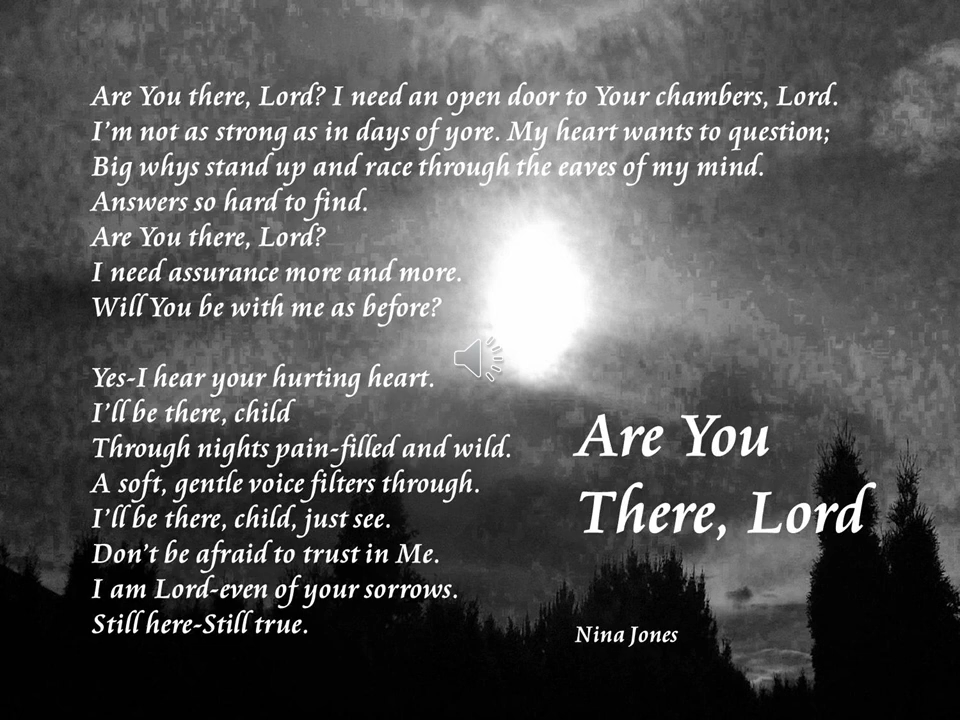 Are You there, Lord? I need an open door to Your chambers, Lord.
I'm not as strong as in days of yore. My heart wants to question;
Big whys stand up and race through the eaves of my mind.
Answers so hard to find.
Are You there, Lord?
I need assurance more and more.
Will You be with me as before?

Yes-I hear your hurting heart.
I'll be there, child
Through nights pain-filled and wild.
A soft, gentle voice filters through.
I'll be there, child, just see.
Don't be afraid to trust in Me.
I am Lord-even of your sorrows.
Still here-Still true.

Are You
There, Lord
Nina Jones